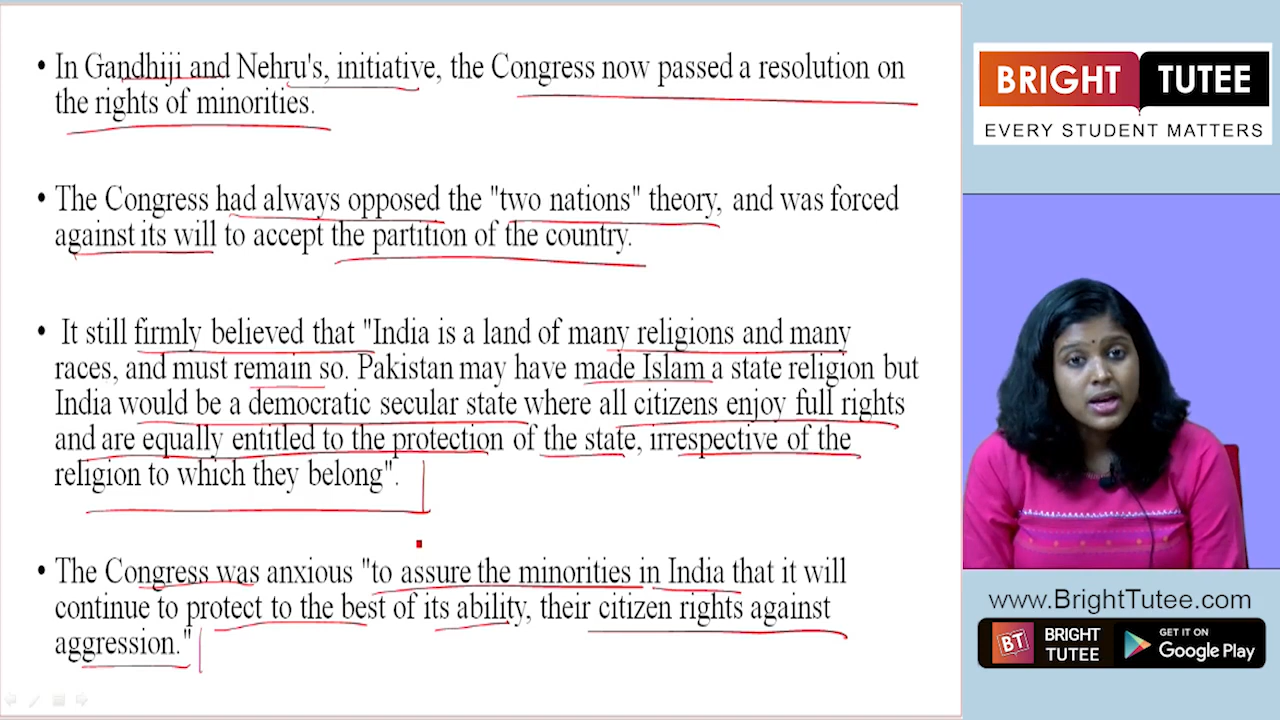 • In Gandhiji and Nehru's, initiative, the Congress now passed a resolution on
the rights of minorities.
• The Congress had always opposed the "two nations" theory, and was forced
against its will to accept the partition of the country.
• It still firmly believed that "India is a land of many religions and many
races, and must remain so. Pakistan may have made Islam a state religion but
India would be a democratic secular state where all citizens enjoy full rights
and are equally entitled to the protection of the state, irrespective of the
religion to which they belong".
• The Congress was anxious "to assure the minorities in India that it will
continue to protect to the best of its ability, their citizen rights against
aggression."
BRIGHT TUTEE
EVERY STUDENT MATTERS
www.BrightTutee.com
BT BRIGHT TUTEE
GET IT ON
Google Play